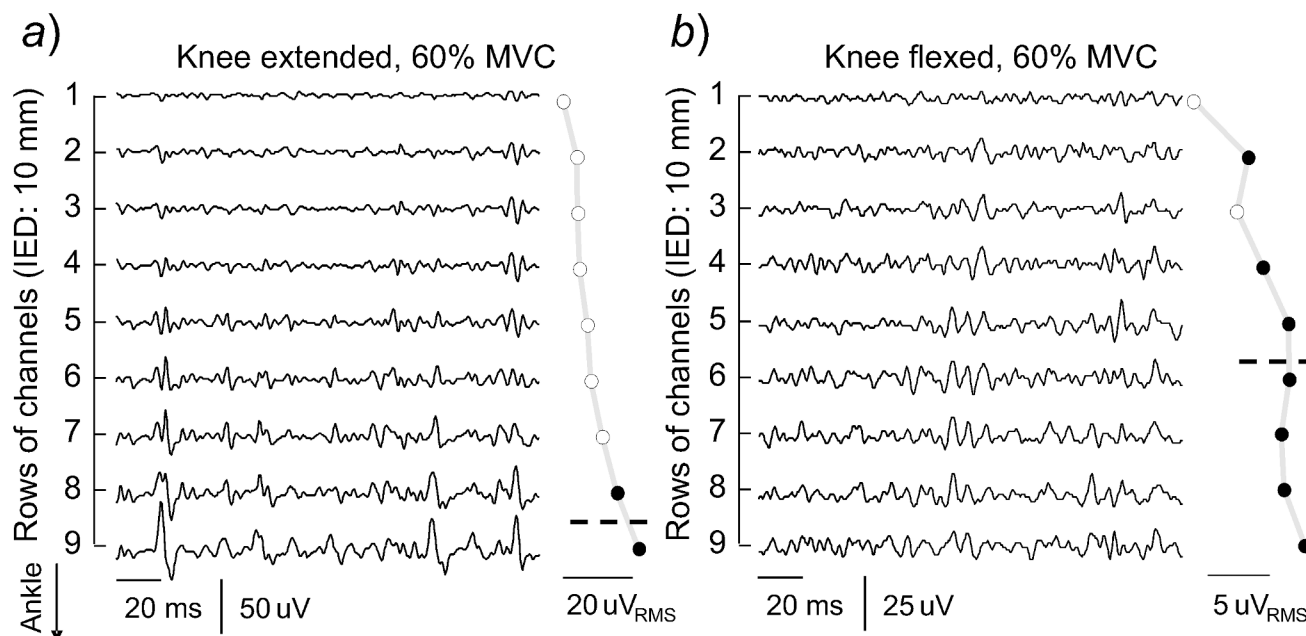 a)
Knee extended, 60% MVC
Rows of channels (IED: 10 mm)
1
2
3
4
5
6
7
8
9
Ankle
20 ms
50 uV
20 uVRMS
b)
Knee flexed, 60% MVC
Rows of channels (IED: 10 mm)
1
2
3
4
5
6
7
8
9
20 ms
25 uV
5 uVRMS